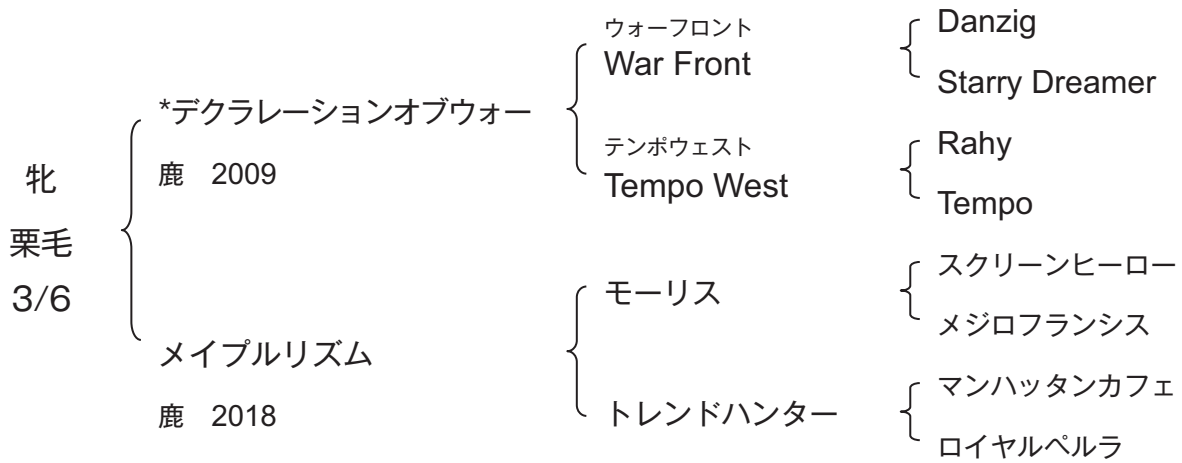 牝
栗毛
3/6
*デクラレーションオブウォー
鹿 2009
メイプルリズム
鹿 2018
ウォーフロント
War Front
テンポウェスト
Tempo West
モーリス
トレンドハンター
Danzig
Starry Dreamer
Rahy
Tempo
スクリーンヒーロー
メジロフランシス
マンハッタンカフェ
ロイヤルペルラ